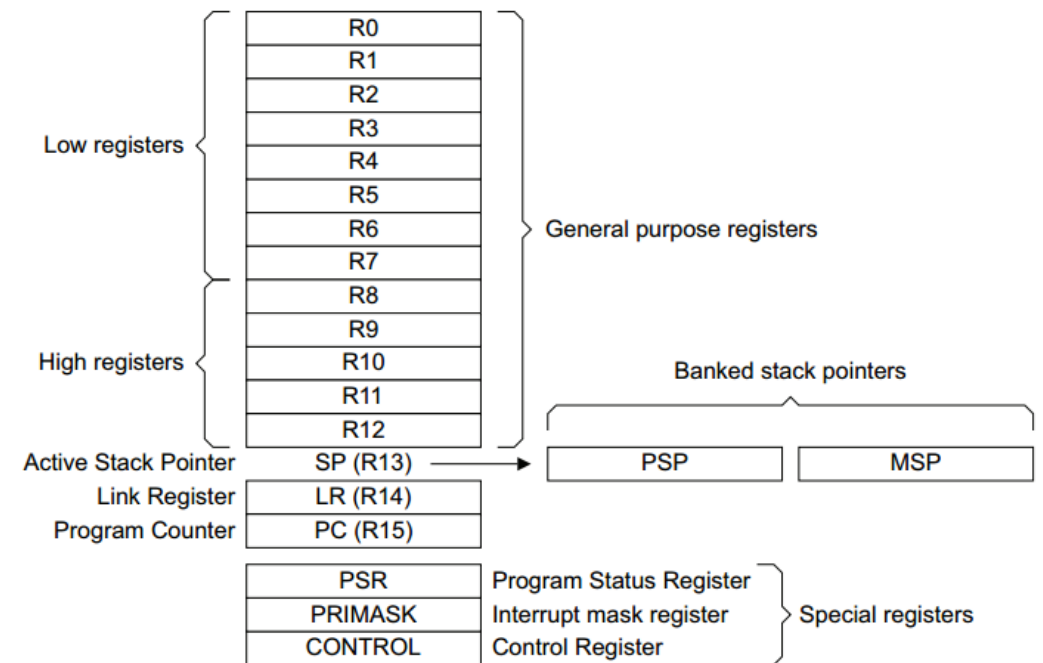 R0
R1
R2
R3
Low registers
R4
R5
R6
General purpose registers
R7
R8
R9
High registers
R10
Banked stack pointers
R11
R12
Active Stack Pointer SP (R13) PSP MSP
Link Register LR (R14)
Program Counter PC (R15)
PSR Program Status Register
PRIMASK Interrupt mask register Special registers
CONTROL Control Register